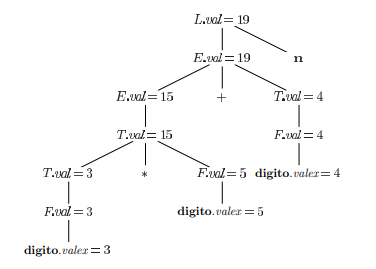 L.val = 19
E.val = 19 n
E.val = 15 + T.val = 4
T.val = 15 F.val = 4
T.val = 3 * F.val = 5 digito.valex = 4
F.val = 3 digito.valex = 5
digito.valex = 3